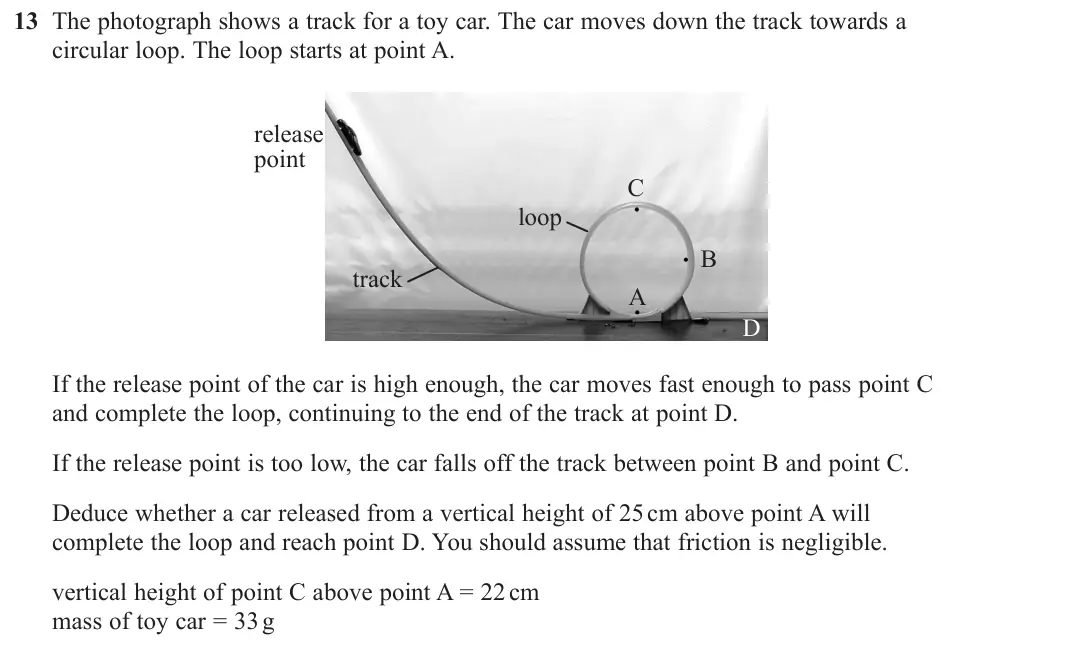 13 The photograph shows a track for a toy car. The car moves down the track towards a
circular loop. The loop starts at point A.
release
point
C
loop
B
track
A
D
If the release point of the car is high enough, the car moves fast enough to pass point C
and complete the loop, continuing to the end of the track at point D.
If the release point is too low, the car falls off the track between point B and point C.
Deduce whether a car released from a vertical height of 25 cm above point A will
complete the loop and reach point D. You should assume that friction is negligible.
vertical height of point C above point A = 22 cm
mass of toy car = 33 g